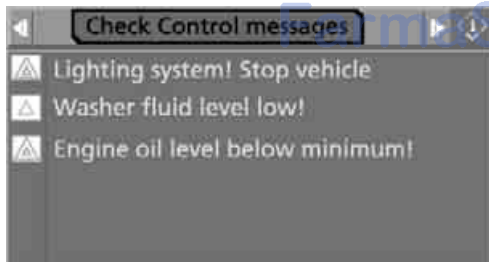 Check Control messages
Lighting system! Stop vehicle
Washer fluid level low!
Engine oil level below minimum!